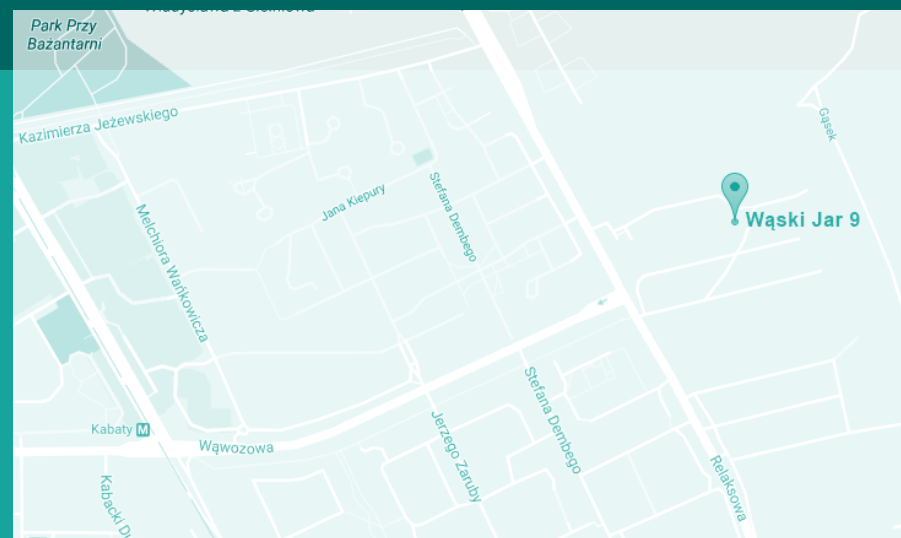 Park Przy
Bażantarni
Kazimierza Jeżewskiego
Gąsek
Jana Kiepury
Stefana Dembego
Melchiora Wańkowicza
Wąski Jar 9
Kabaty M
Wąwozowa
Jerzego Zaruby
Stefana Dembego
Relaksowa
Kabacki